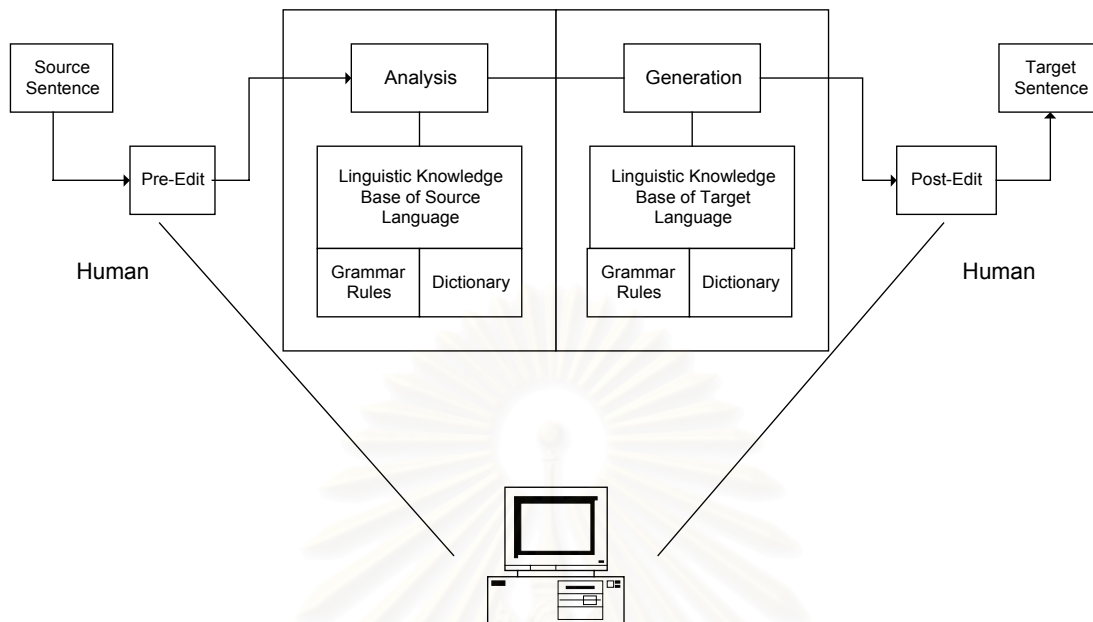 Source
Sentence
Pre-Edit
Human
Analysis
Linguistic Knowledge
Base of Source
Language
Grammar
Rules
Dictionary
Generation
Linguistic Knowledge
Base of Target
Language
Grammar
Rules
Dictionary
Target
Sentence
Post-Edit
Human